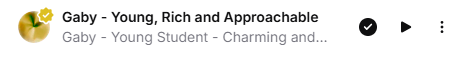 Gaby - Young, Rich and Approachable
Gaby - Young Student - Charming and...